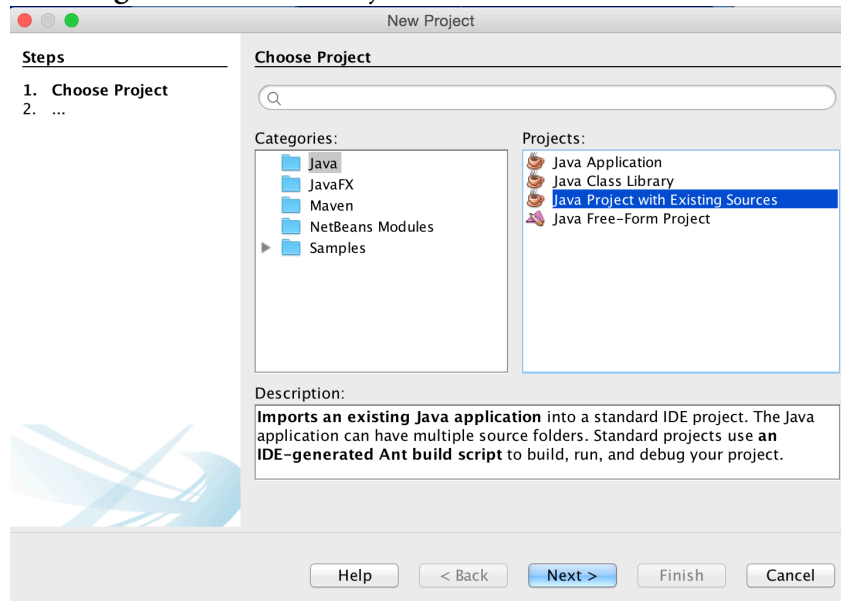 New Project
Steps
1. Choose Project
2. ...
Choose Project
Categories:
Java
JavaFX
Maven
NetBeans Modules
Samples
Projects:
Java Application
Java Class Library
Java Project with Existing Sources
Java Free-Form Project
Description:
Imports an existing Java application into a standard IDE project. The Java
application can have multiple source folders. Standard projects use an
IDE-generated Ant build script to build, run, and debug your project.
Help
< Back
Next >
Finish
Cancel